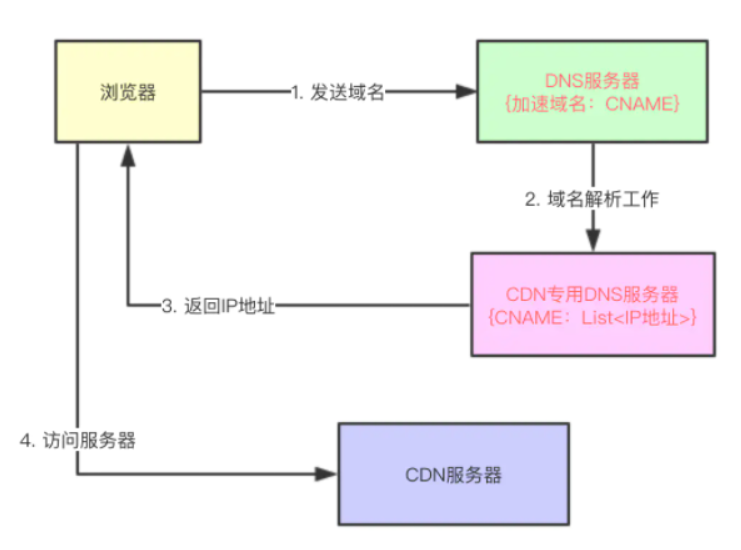 浏览器
1. 发送域名
DNS服务器
{加速域名：CNAME}
2. 域名解析工作
CDN专用DNS服务器
{CNAME：List<IP地址>}
3. 返回IP地址
4. 访问服务器
CDN服务器